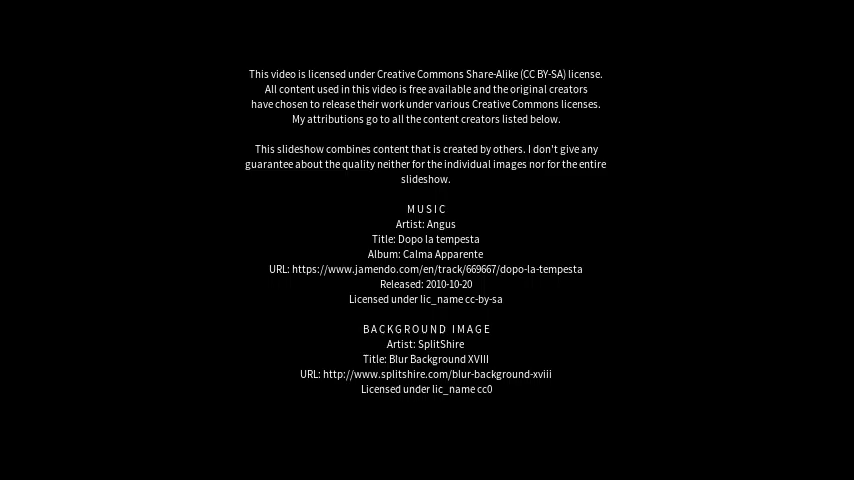 This video is licensed under Creative Commons Share-Alike (CC BY-SA) license.
All content used in this video is free available and the original creators
have chosen to release their work under various Creative Commons licenses.
My attributions go to all the content creators listed below.
This slideshow combines content that is created by others. I don't give any
guarantee about the quality neither for the individual images nor for the entire
slideshow.
MUSIC
Artist: Angus
Title: Dopo la tempesta
Album: Calma Apparente
URL: https://www.jamendo.com/en/track/669667/dopo-la-tempesta
Released: 2010-10-20
Licensed under lic_name cc-by-sa
BACKGROUND IMAGE
Artist: SplitShire
Title: Blur Background XVIII
URL: http://www.splitshire.com/blur-background-xviii
Licensed under lic_name cc0